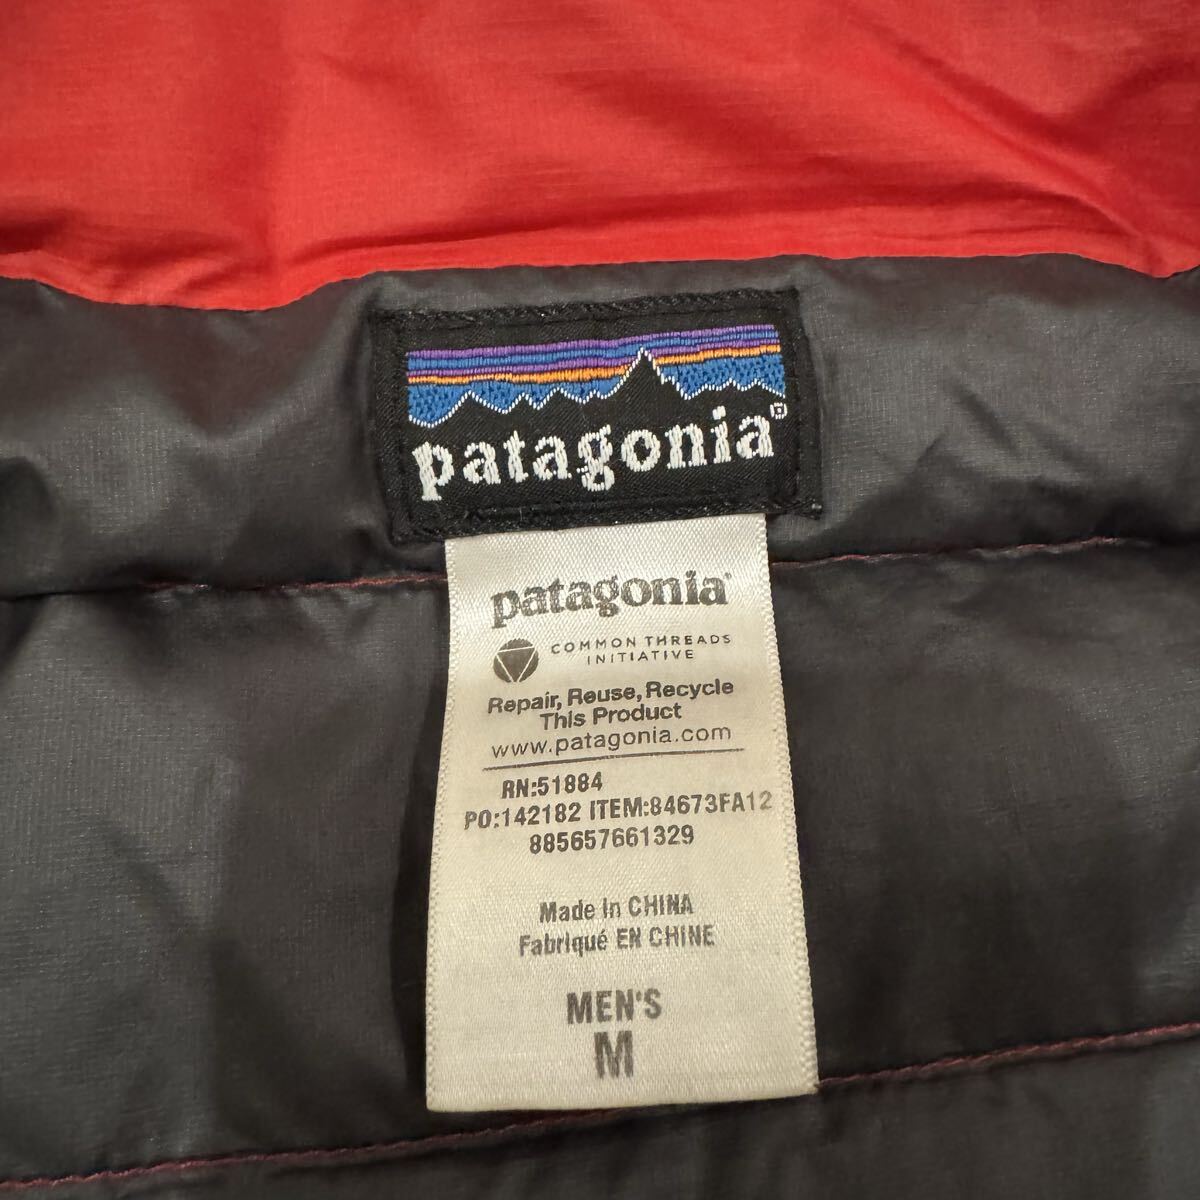 patagonia®
patagonia®
COMMON THREADS
INITIATIVE
Repair, Reuse, Recycle
This Product
www.patagonia.com
RN:51884
PO:142182 ITEM:84673FA12
885657661329
Made in CHINA
Fabriqué EN CHINE
MEN'S
M